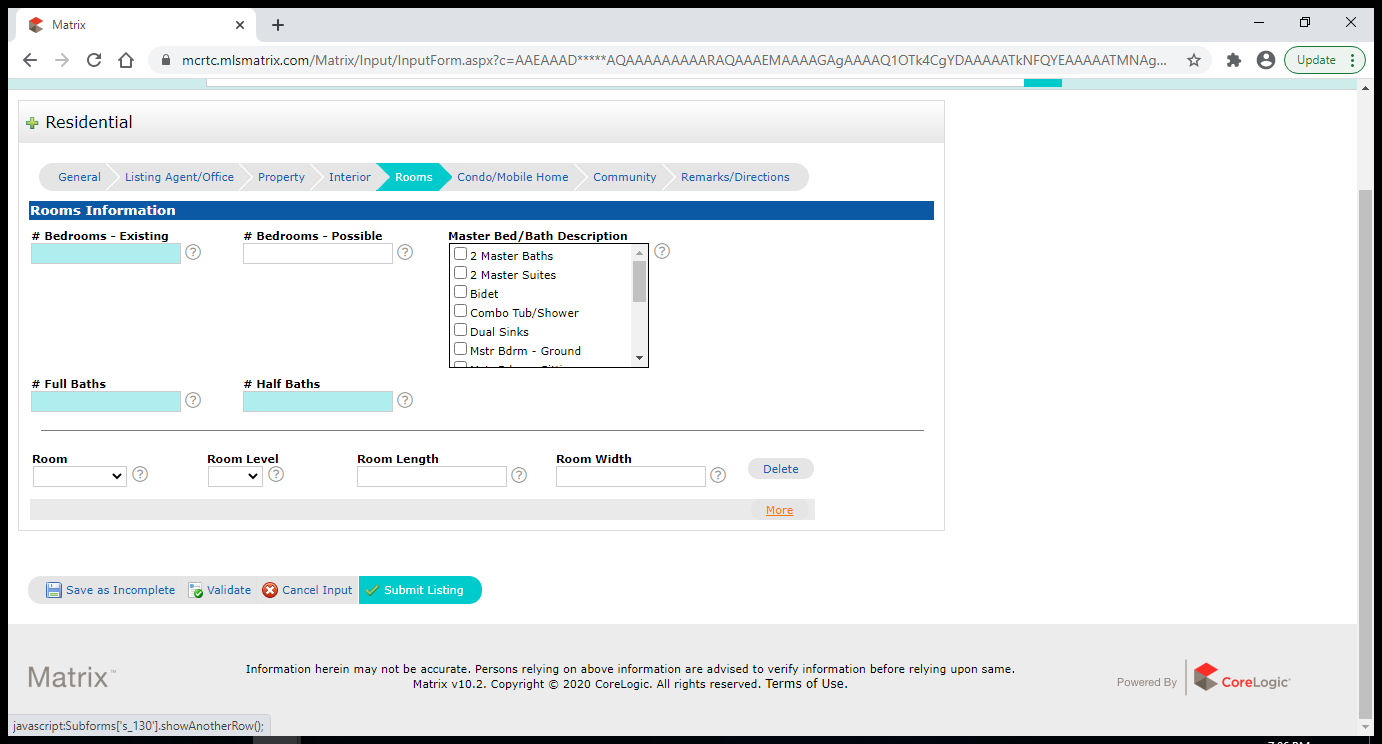 Matrix
mcrtc.mlsmatrix.com/Matrix/Input/InputForm.aspx?c=AAEAAAD*****AQAAAAAAAAARAQAAAEMAAAAGAgAAAAQ1OTk4CgYDAAAAATkNFQYEAAAAATMNAg...
Update
Residential
General Listing Agent/Office Property Interior Rooms Condo/Mobile Home Community Remarks/Directions
Rooms Information
# Bedrooms - Existing # Bedrooms - Possible Master Bed/Bath Description
2 Master Baths
2 Master Suites
Bidet
Combo Tub/Shower
Dual Sinks
Mstr Bdrm - Ground
# Full Baths # Half Baths
Room Room Level Room Length Room Width
Delete
More
Save as Incomplete Validate Cancel Input Submit Listing
Matrix™
Information herein may not be accurate. Persons relying on above information are advised to verify information before relying upon same.
Matrix v10.2. Copyright © 2020 CoreLogic. All rights reserved. Terms of Use.
Powered By CoreLogic
javascript:Subforms['s_130'].showAnotherRow();